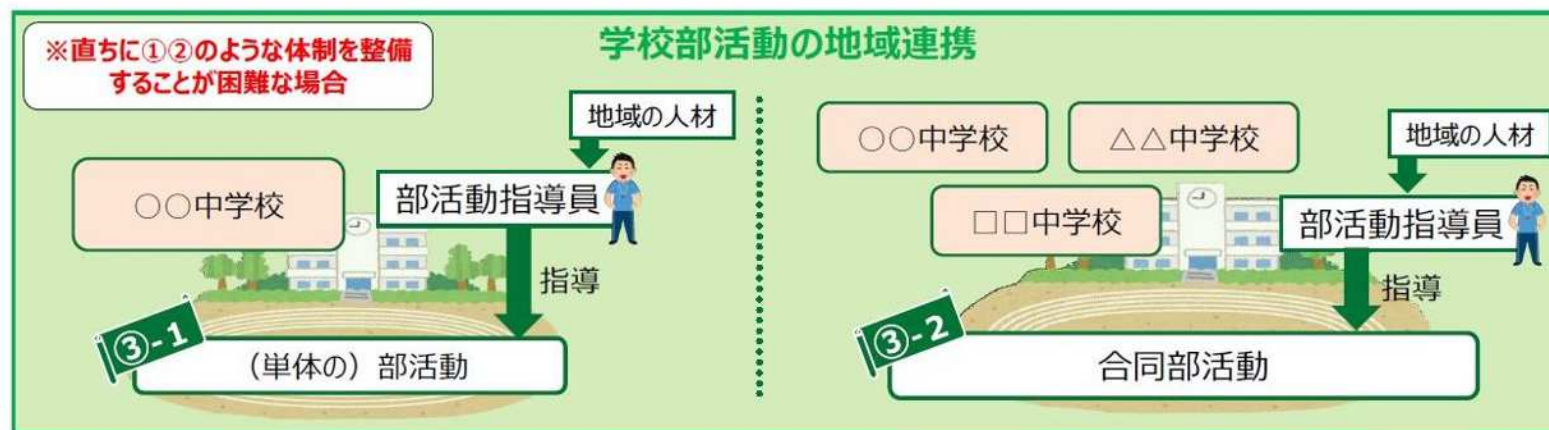 学校部活動の地域連携
※直ちに①②のような体制を整備
することが困難な場合
地域の人材
○○中学校
部活動指導員
指導
③-1
（単体の）部活動
○○中学校
△△中学校
地域の人材
□□中学校
部活動指導員
指導
③-2
合同部活動